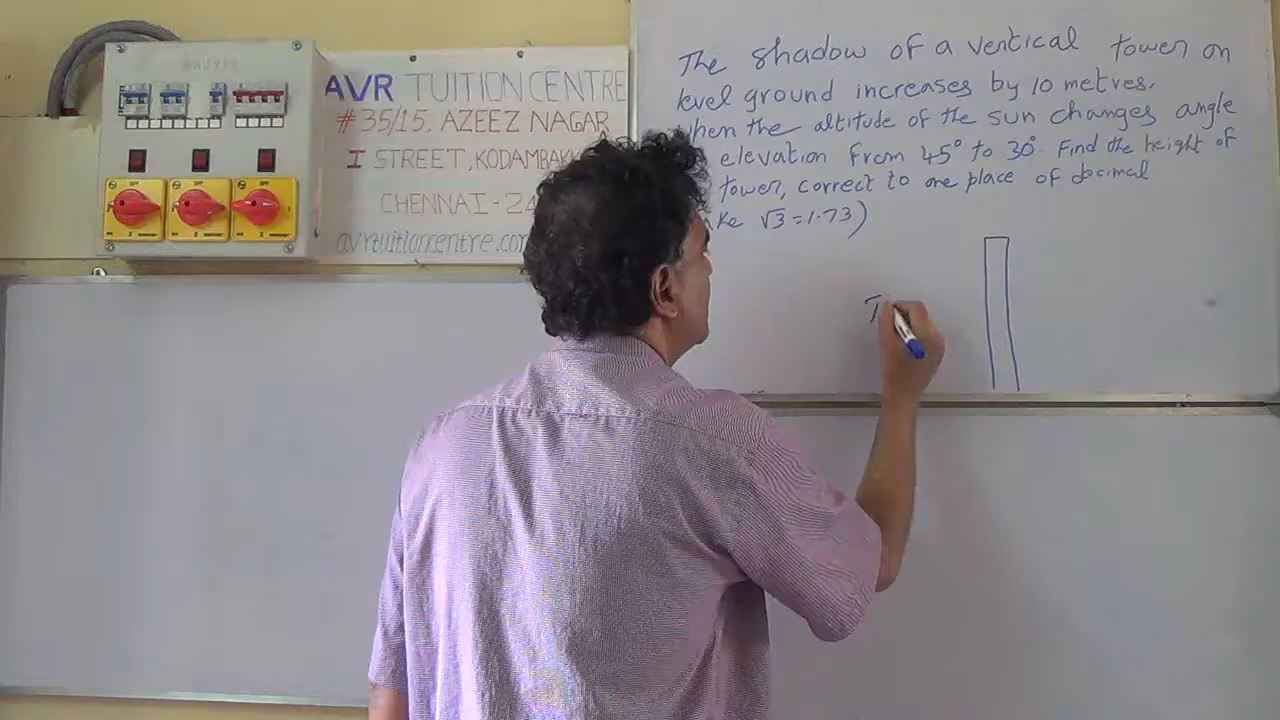 AVR TUITION CENTRE
# 35/15, AZEEZ NAGAR
I STREET, KODAMBAK
CHENNAI - 24
avrtuitioncentre.com
The shadow of a vertical tower on
level ground increases by 10 metres.
when the altitude of the sun changes angle
elevation from 45° to 30°. Find the height of
tower, correct to one place of decimal
√3 = 1.73)
T